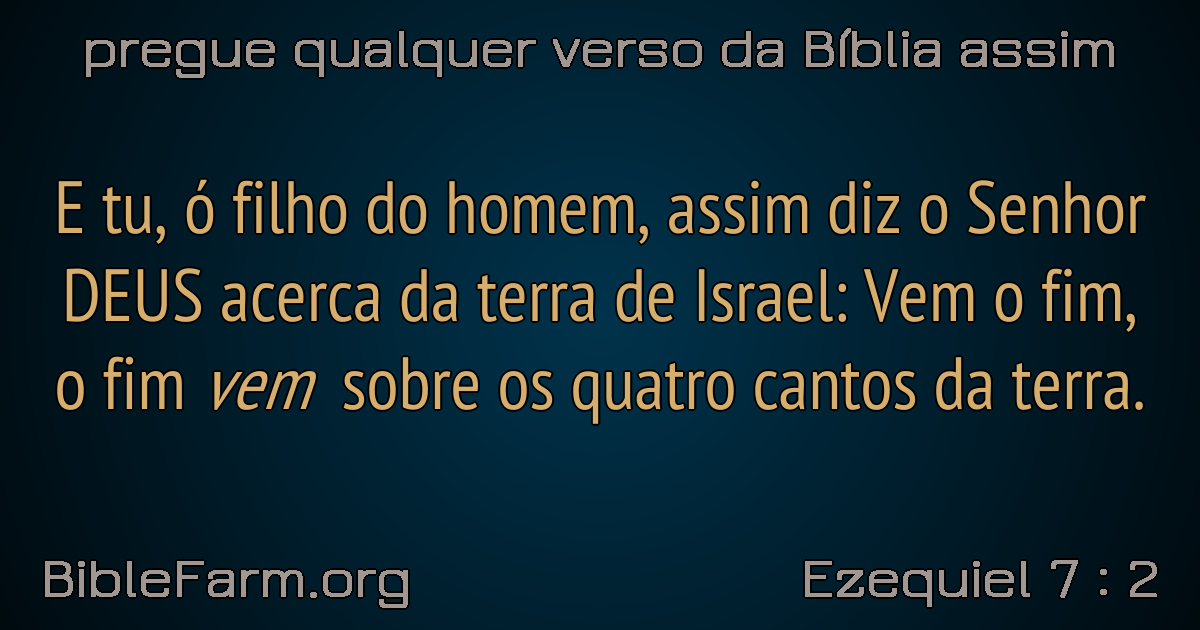 pregue qualquer verso da Bíblia assim
E tu, ó filho do homem, assim diz o Senhor
DEUS acerca da terra de Israel: Vem o fim,
o fim vem sobre os quatro cantos da terra.
BibleFarm.org
Ezequiel 7 : 2